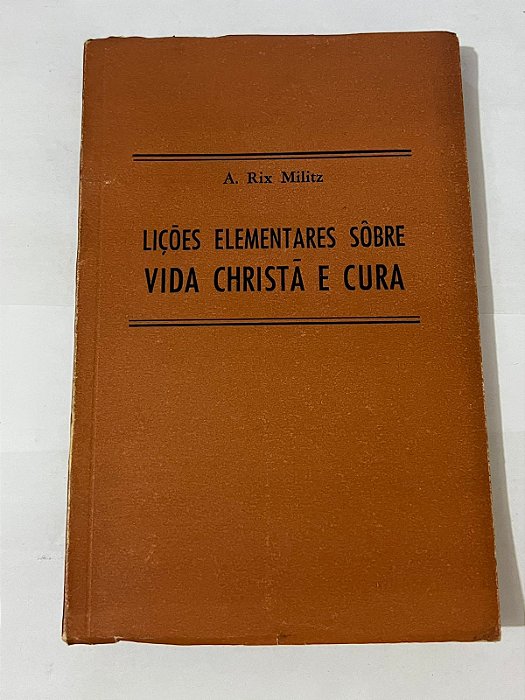 A. Rix Militz
LIÇÕES ELEMENTARES SÔBRE
VIDA CHRISTÃ E CURA